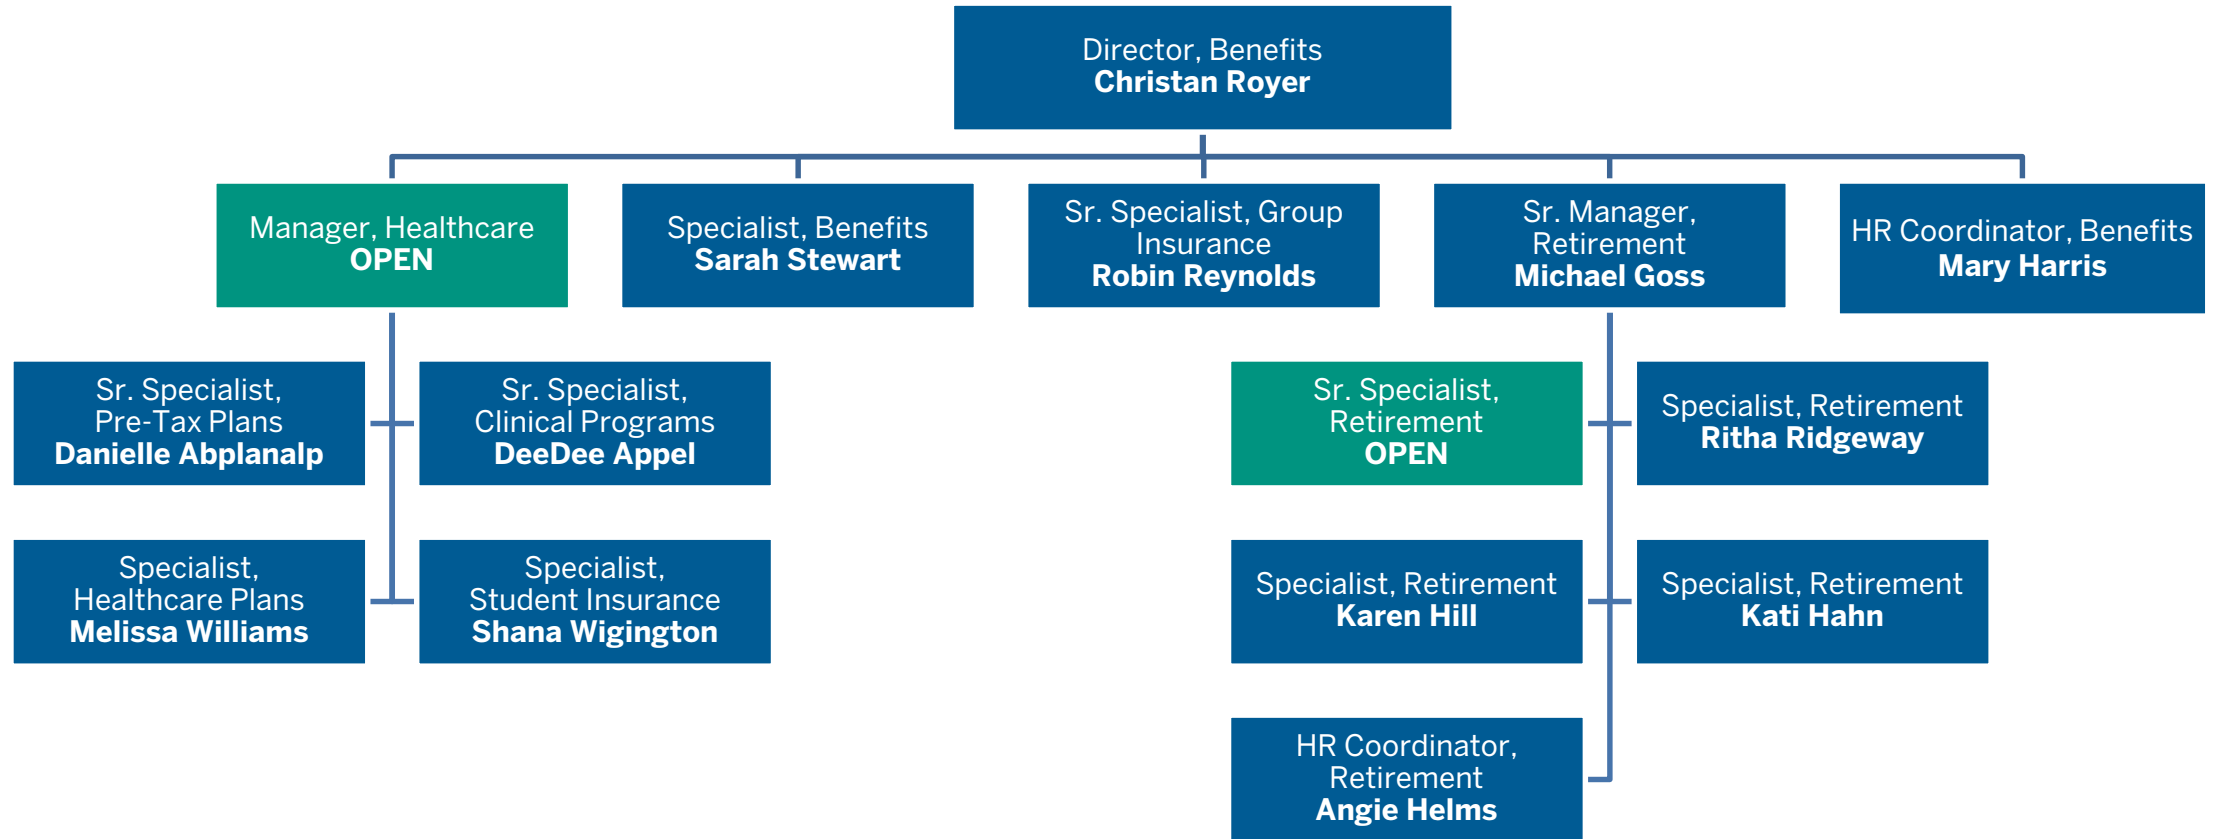 Director, Benefits
Christan Royer
Manager, Healthcare
OPEN
Specialist, Benefits
Sarah Stewart
Sr. Specialist, Group
Insurance
Robin Reynolds
Sr. Manager,
Retirement
Michael Goss
HR Coordinator, Benefits
Mary Harris
Sr. Specialist,
Pre-Tax Plans
Danielle Abplanalp
Sr. Specialist,
Clinical Programs
DeeDee Appel
Sr. Specialist,
Retirement
OPEN
Specialist, Retirement
Ritha Ridgeway
Specialist,
Healthcare Plans
Melissa Williams
Specialist,
Student Insurance
Shana Wigington
Specialist, Retirement
Karen Hill
Specialist, Retirement
Kati Hahn
HR Coordinator,
Retirement
Angie Helms